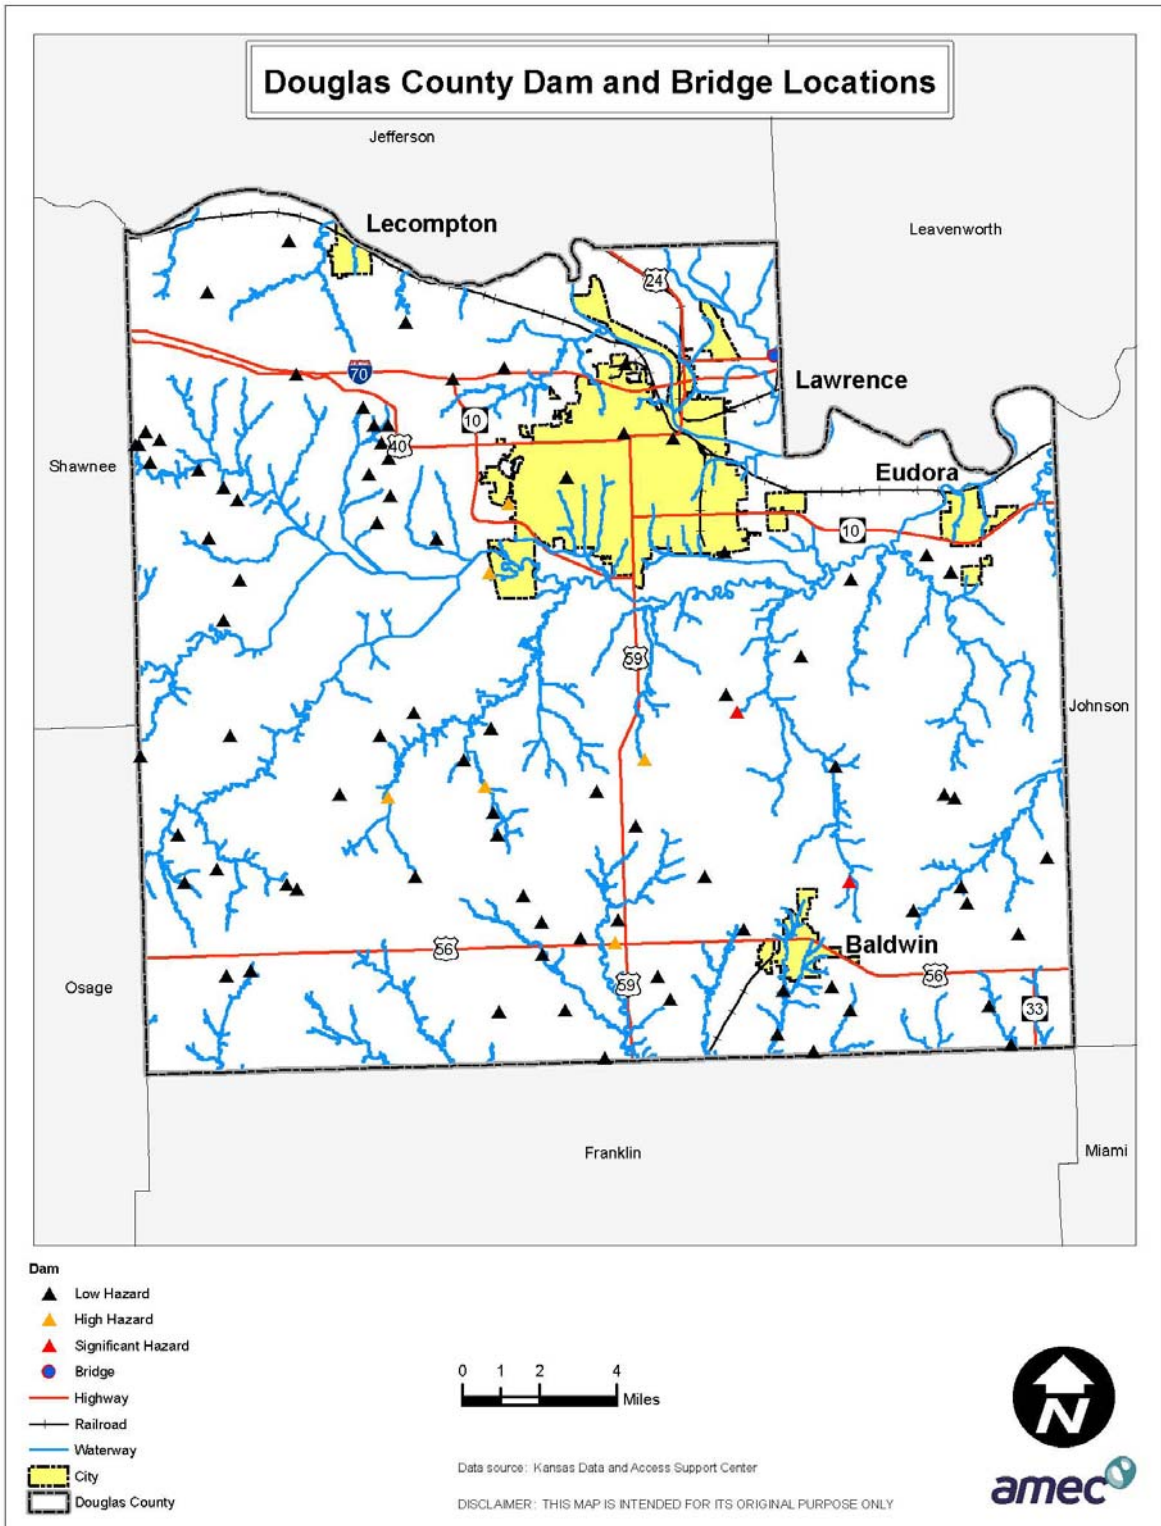 Douglas County Dam and Bridge Locations
Jefferson
Lecompton
Leavenworth
24
70
Lawrence
10
40
Shawnee
Eudora
10
59
Johnson
Baldwin
56
56
Osage
59
33
Franklin
Miami
Dam
Low Hazard
High Hazard
Significant Hazard
Bridge
Highway
Railroad
Waterway
City
Douglas County
0 1 2 4
Miles
N
Data source: Kansas Data and Access Support Center
DISCLAIMER: THIS MAP IS INTENDED FOR ITS ORIGINAL PURPOSE ONLY
amec